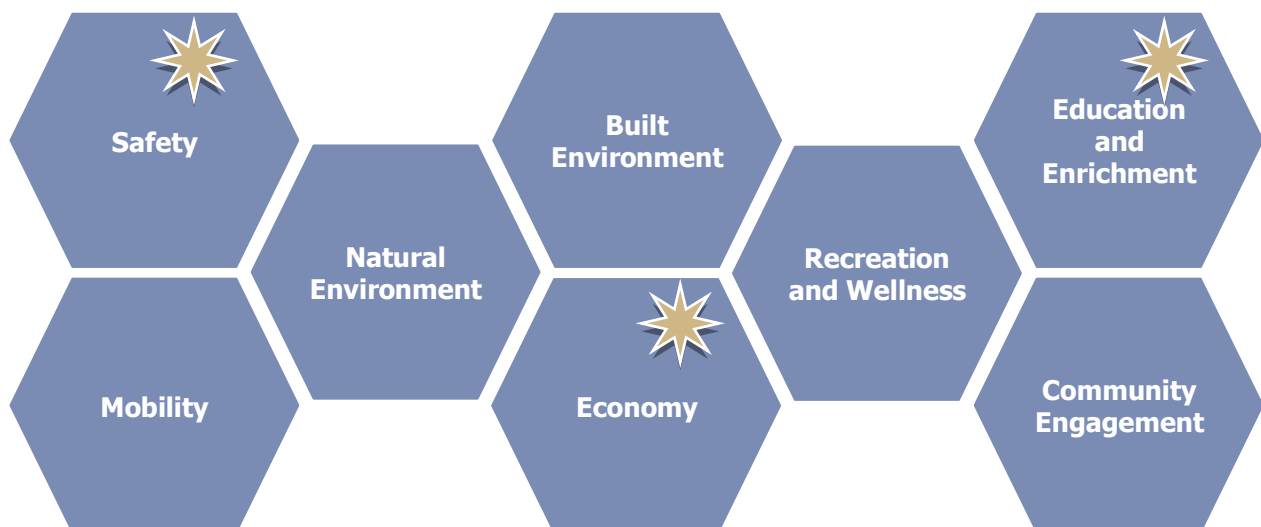 Safety
Built
Environment
Education
and
Enrichment
Natural
Environment
Recreation
and Wellness
Mobility
Economy
Community
Engagement